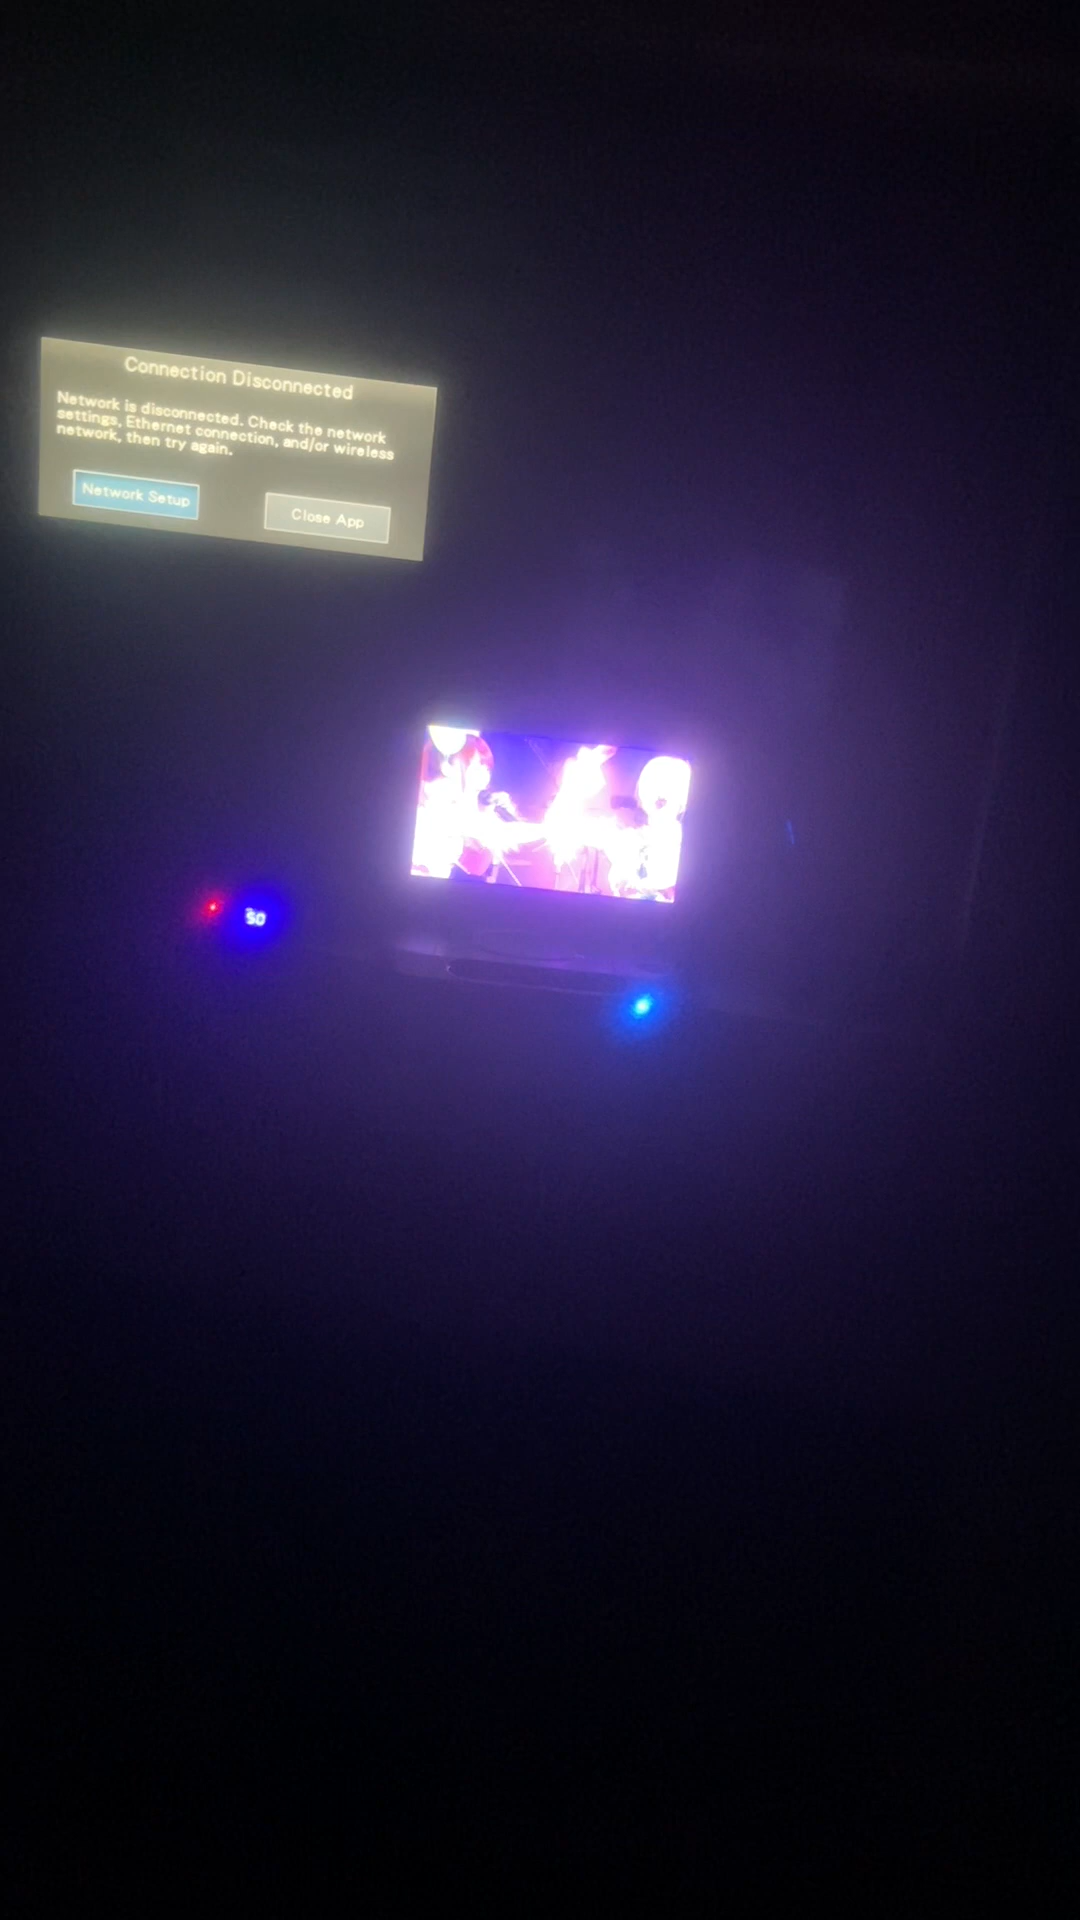 Connection Disconnected
Network is disconnected. Check the network
settings, Ethernet connection, and/or wireless
network, then try again.
Network Setup
Close App
50